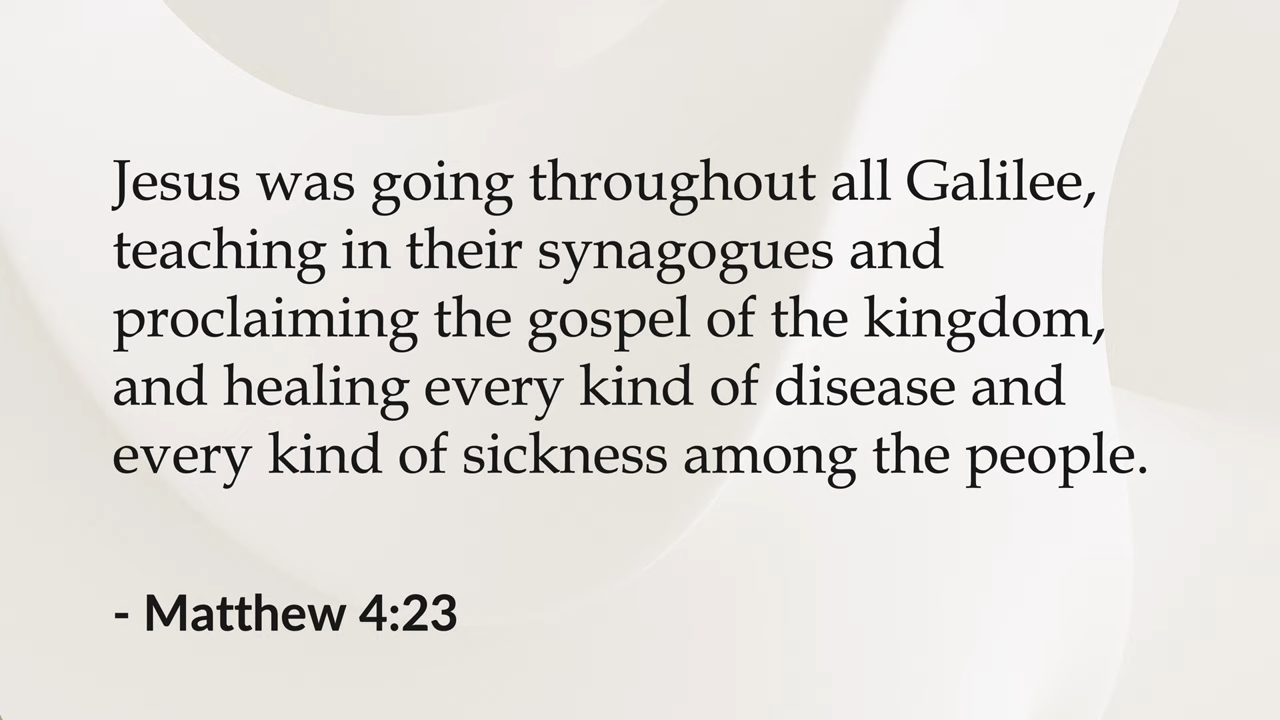 Jesus was going throughout all Galilee,
teaching in their synagogues and
proclaiming the gospel of the kingdom,
and healing every kind of disease and
every kind of sickness among the people.
- Matthew 4:23